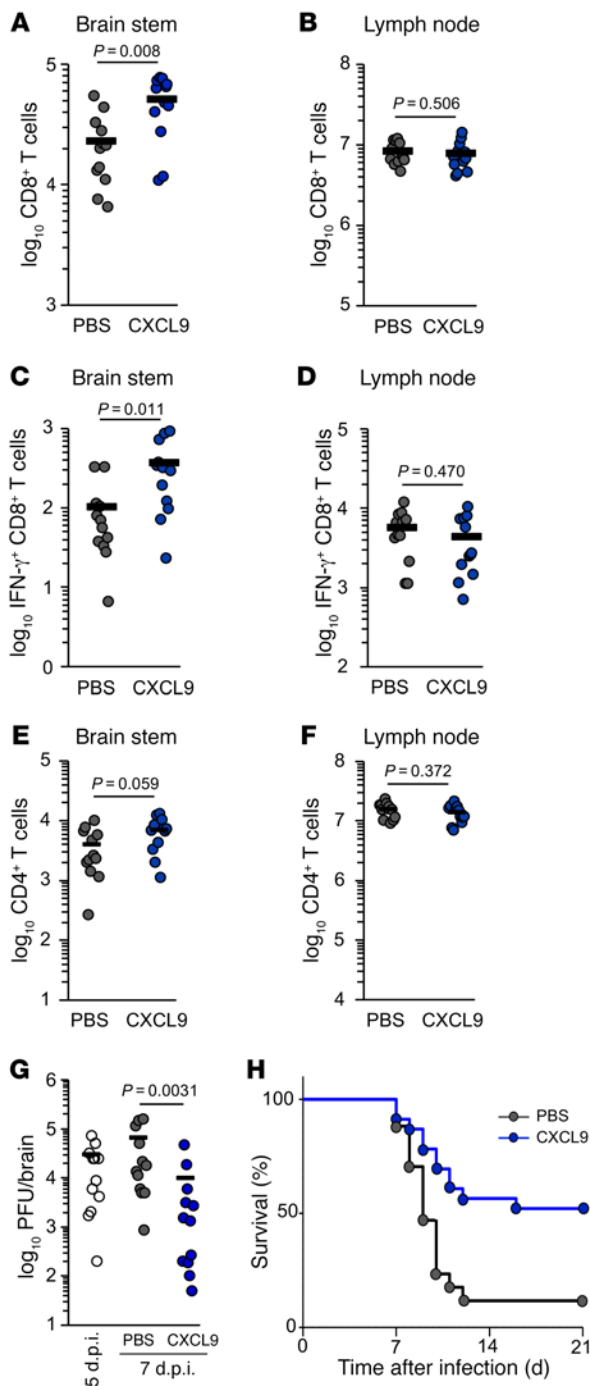 A Brain stem
P = 0.008
log10 CD8+ T cells
5
4
3
PBS CXCL9
B Lymph node
P = 0.506
log10 CD8+ T cells
8
7
6
5
PBS CXCL9
C Brain stem
P = 0.011
log10 IFN-γ+ CD8+ T cells
3
2
1
0
PBS CXCL9
D Lymph node
P = 0.470
log10 IFN-γ+ CD8+ T cells
5
4
3
2
PBS CXCL9
E Brain stem
P = 0.059
log10 CD4+ T cells
5
4
3
2
1
PBS CXCL9
F Lymph node
P = 0.372
log10 CD4+ T cells
8
7
6
5
4
PBS CXCL9
G
P = 0.0031
log10 PFU/brain
6
5
4
3
2
1
0
5 d.p.i.
PBS CXCL9
7 d.p.i.
H
PBS
CXCL9
Survival (%)
100
50
0
0 7 14 21
Time after infection (d)